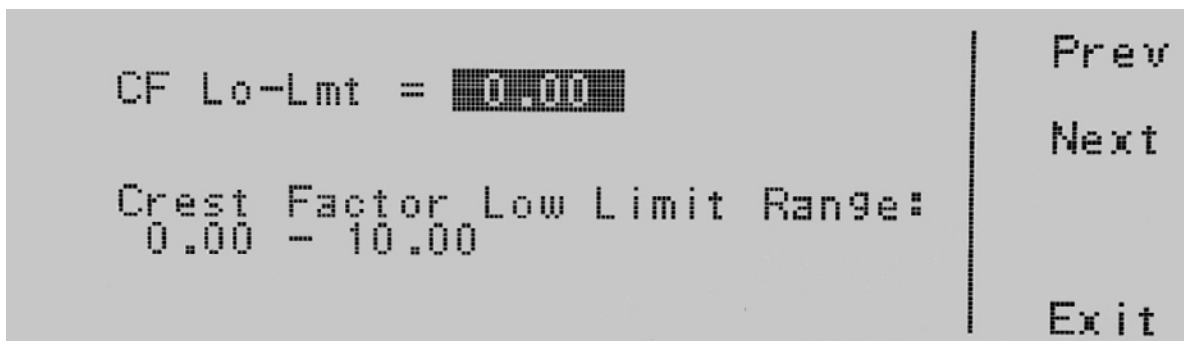 CF Lo-Lmt = 0.00
Crest Factor Low Limit Range:
0.00 - 10.00
Prev
Next
Exit